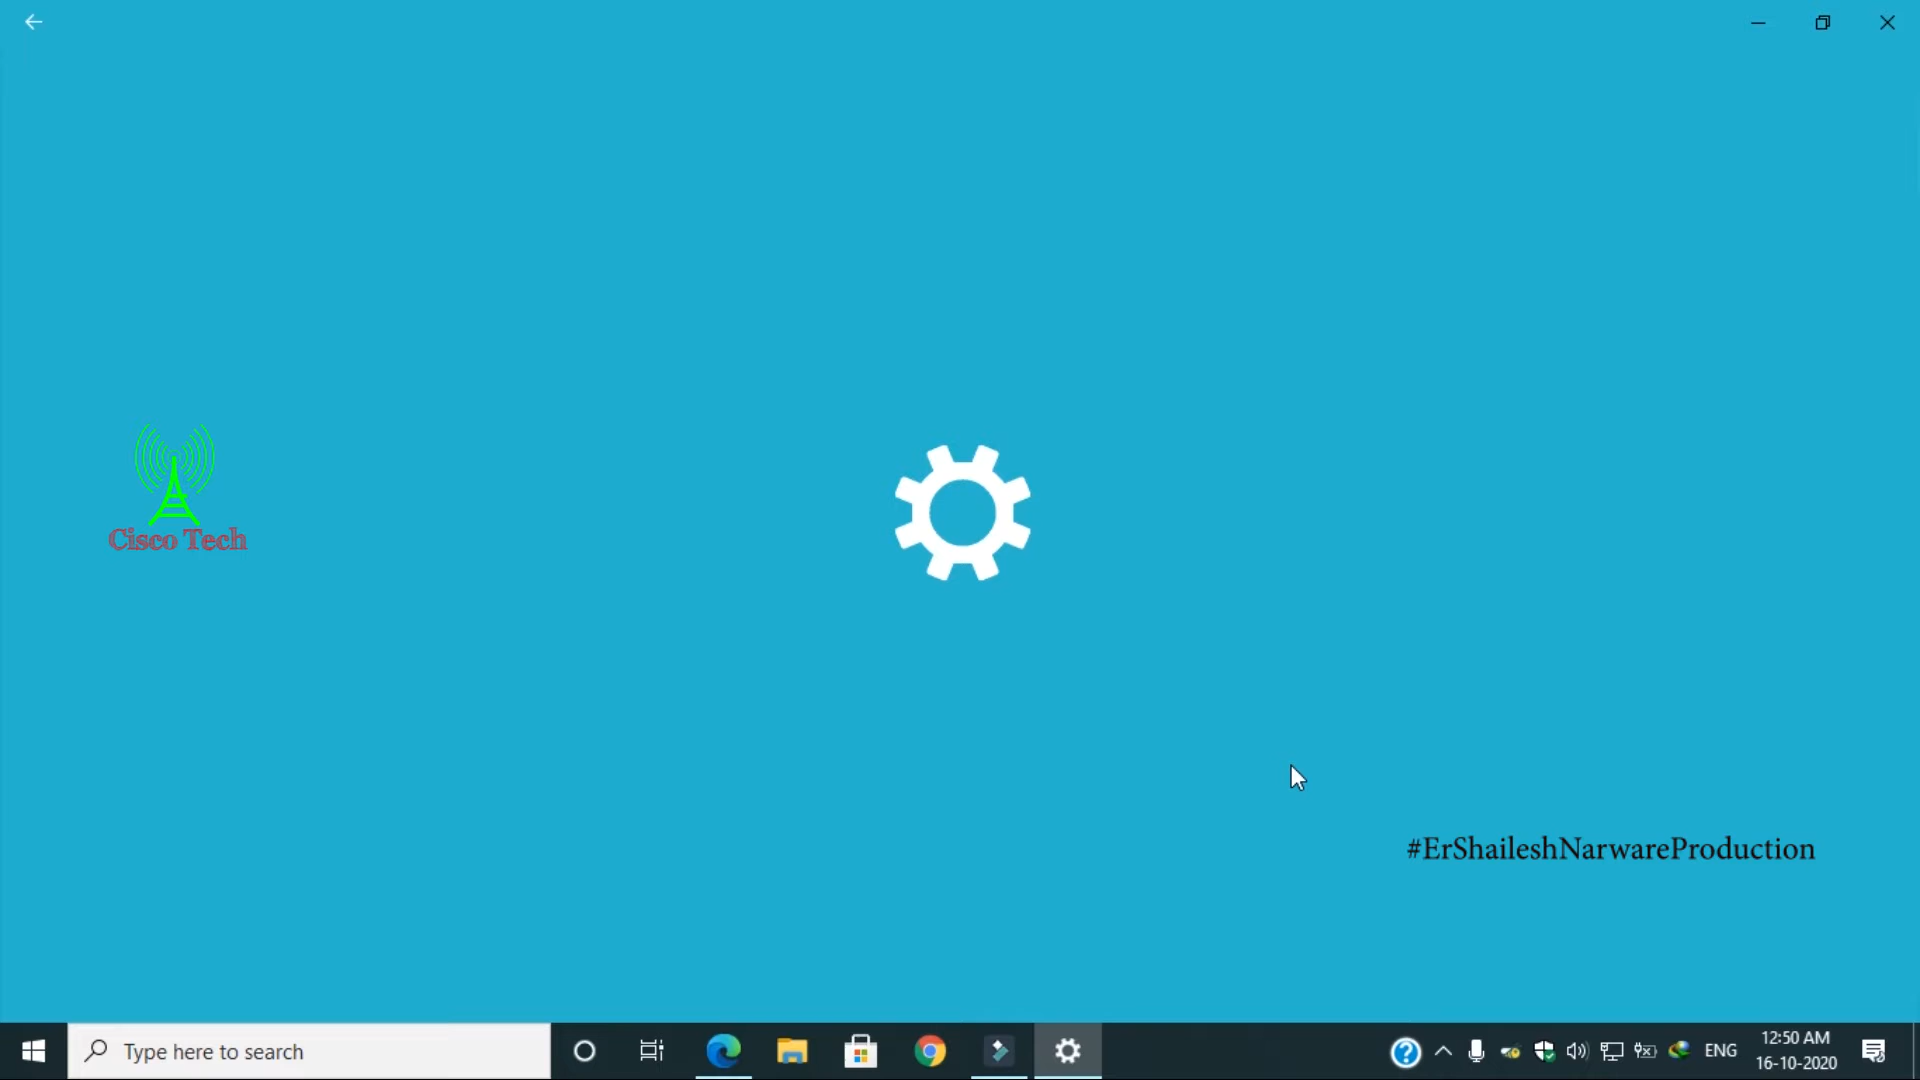 Cisco Tech
#ErShaileshNarwareProduction
Type here to search
ENG
12:50 AM
16-10-2020